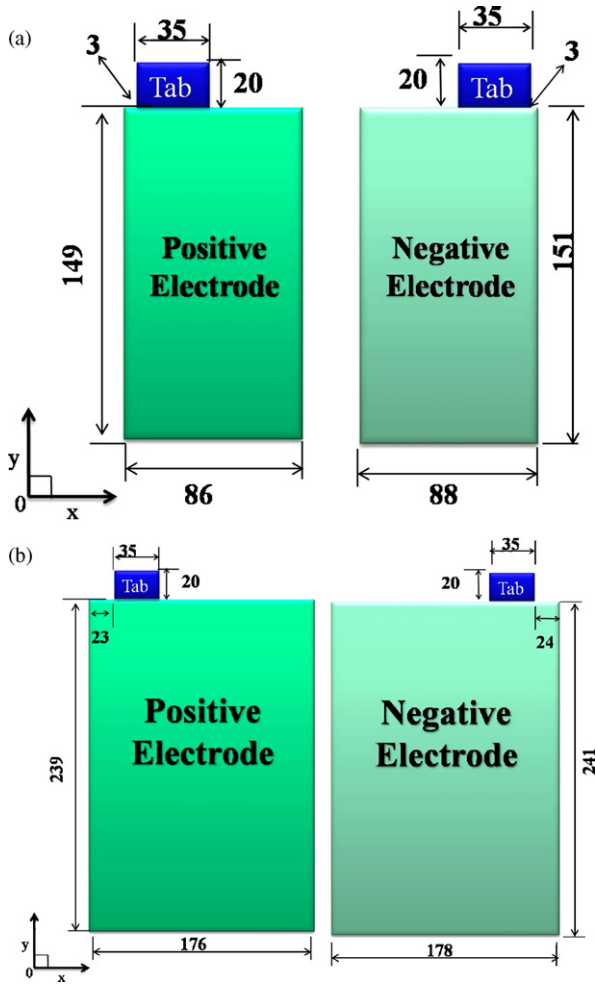 (a)
35
3
Tab
20
149
Positive
Electrode
86
35
3
20
Tab
151
Negative
Electrode
88
y
0
x
(b)
35
20
Tab
23
Positive
Electrode
239
176
35
20
Tab
24
Negative
Electrode
241
178
y
0
x